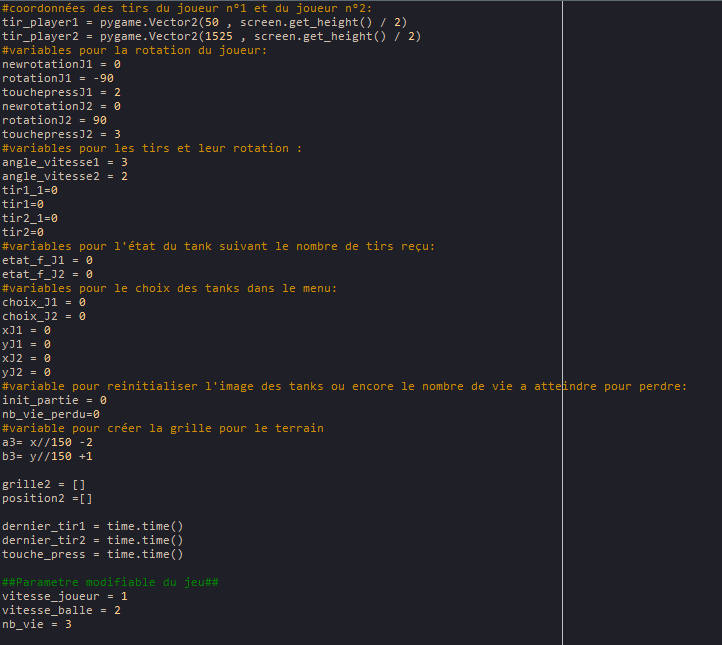 #coordonnées des tirs du joueur n°1 et du joueur n°2:
tir_player1 = pygame.Vector2(50 , screen.get_height() / 2)
tir_player2 = pygame.Vector2(1525 , screen.get_height() / 2)
#variables pour la rotation du joueur:
newrotationJ1 = 0
rotationJ1 = -90
touchepressJ1 = 2
newrotationJ2 = 0
rotationJ2 = 90
touchepressJ2 = 3
#variables pour les tirs et leur rotation :
angle_vitesse1 = 3
angle_vitesse2 = 2
tir1_1=0
tir1=0
tir2_1=0
tir2=0
#variables pour l'état du tank suivant le nombre de tirs reçu:
etat_f_J1 = 0
etat_f_J2 = 0
#variables pour le choix des tanks dans le menu:
choix_J1 = 0
choix_J2 = 0
xJ1 = 0
yJ1 = 0
xJ2 = 0
yJ2 = 0
#variable pour reinitialiser l'image des tanks ou encore le nombre de vie a atteindre pour perdre:
init_partie = 0
nb_vie_perdu=0
#variable pour créer la grille pour le terrain
a3= x//150 -2
b3= y//150 +1
grille2 = []
position2 =[]
dernier_tir1 = time.time()
dernier_tir2 = time.time()
touche_press = time.time()
##Parametre modifiable du jeu##
vitesse_joueur = 1
vitesse_balle = 2
nb_vie = 3